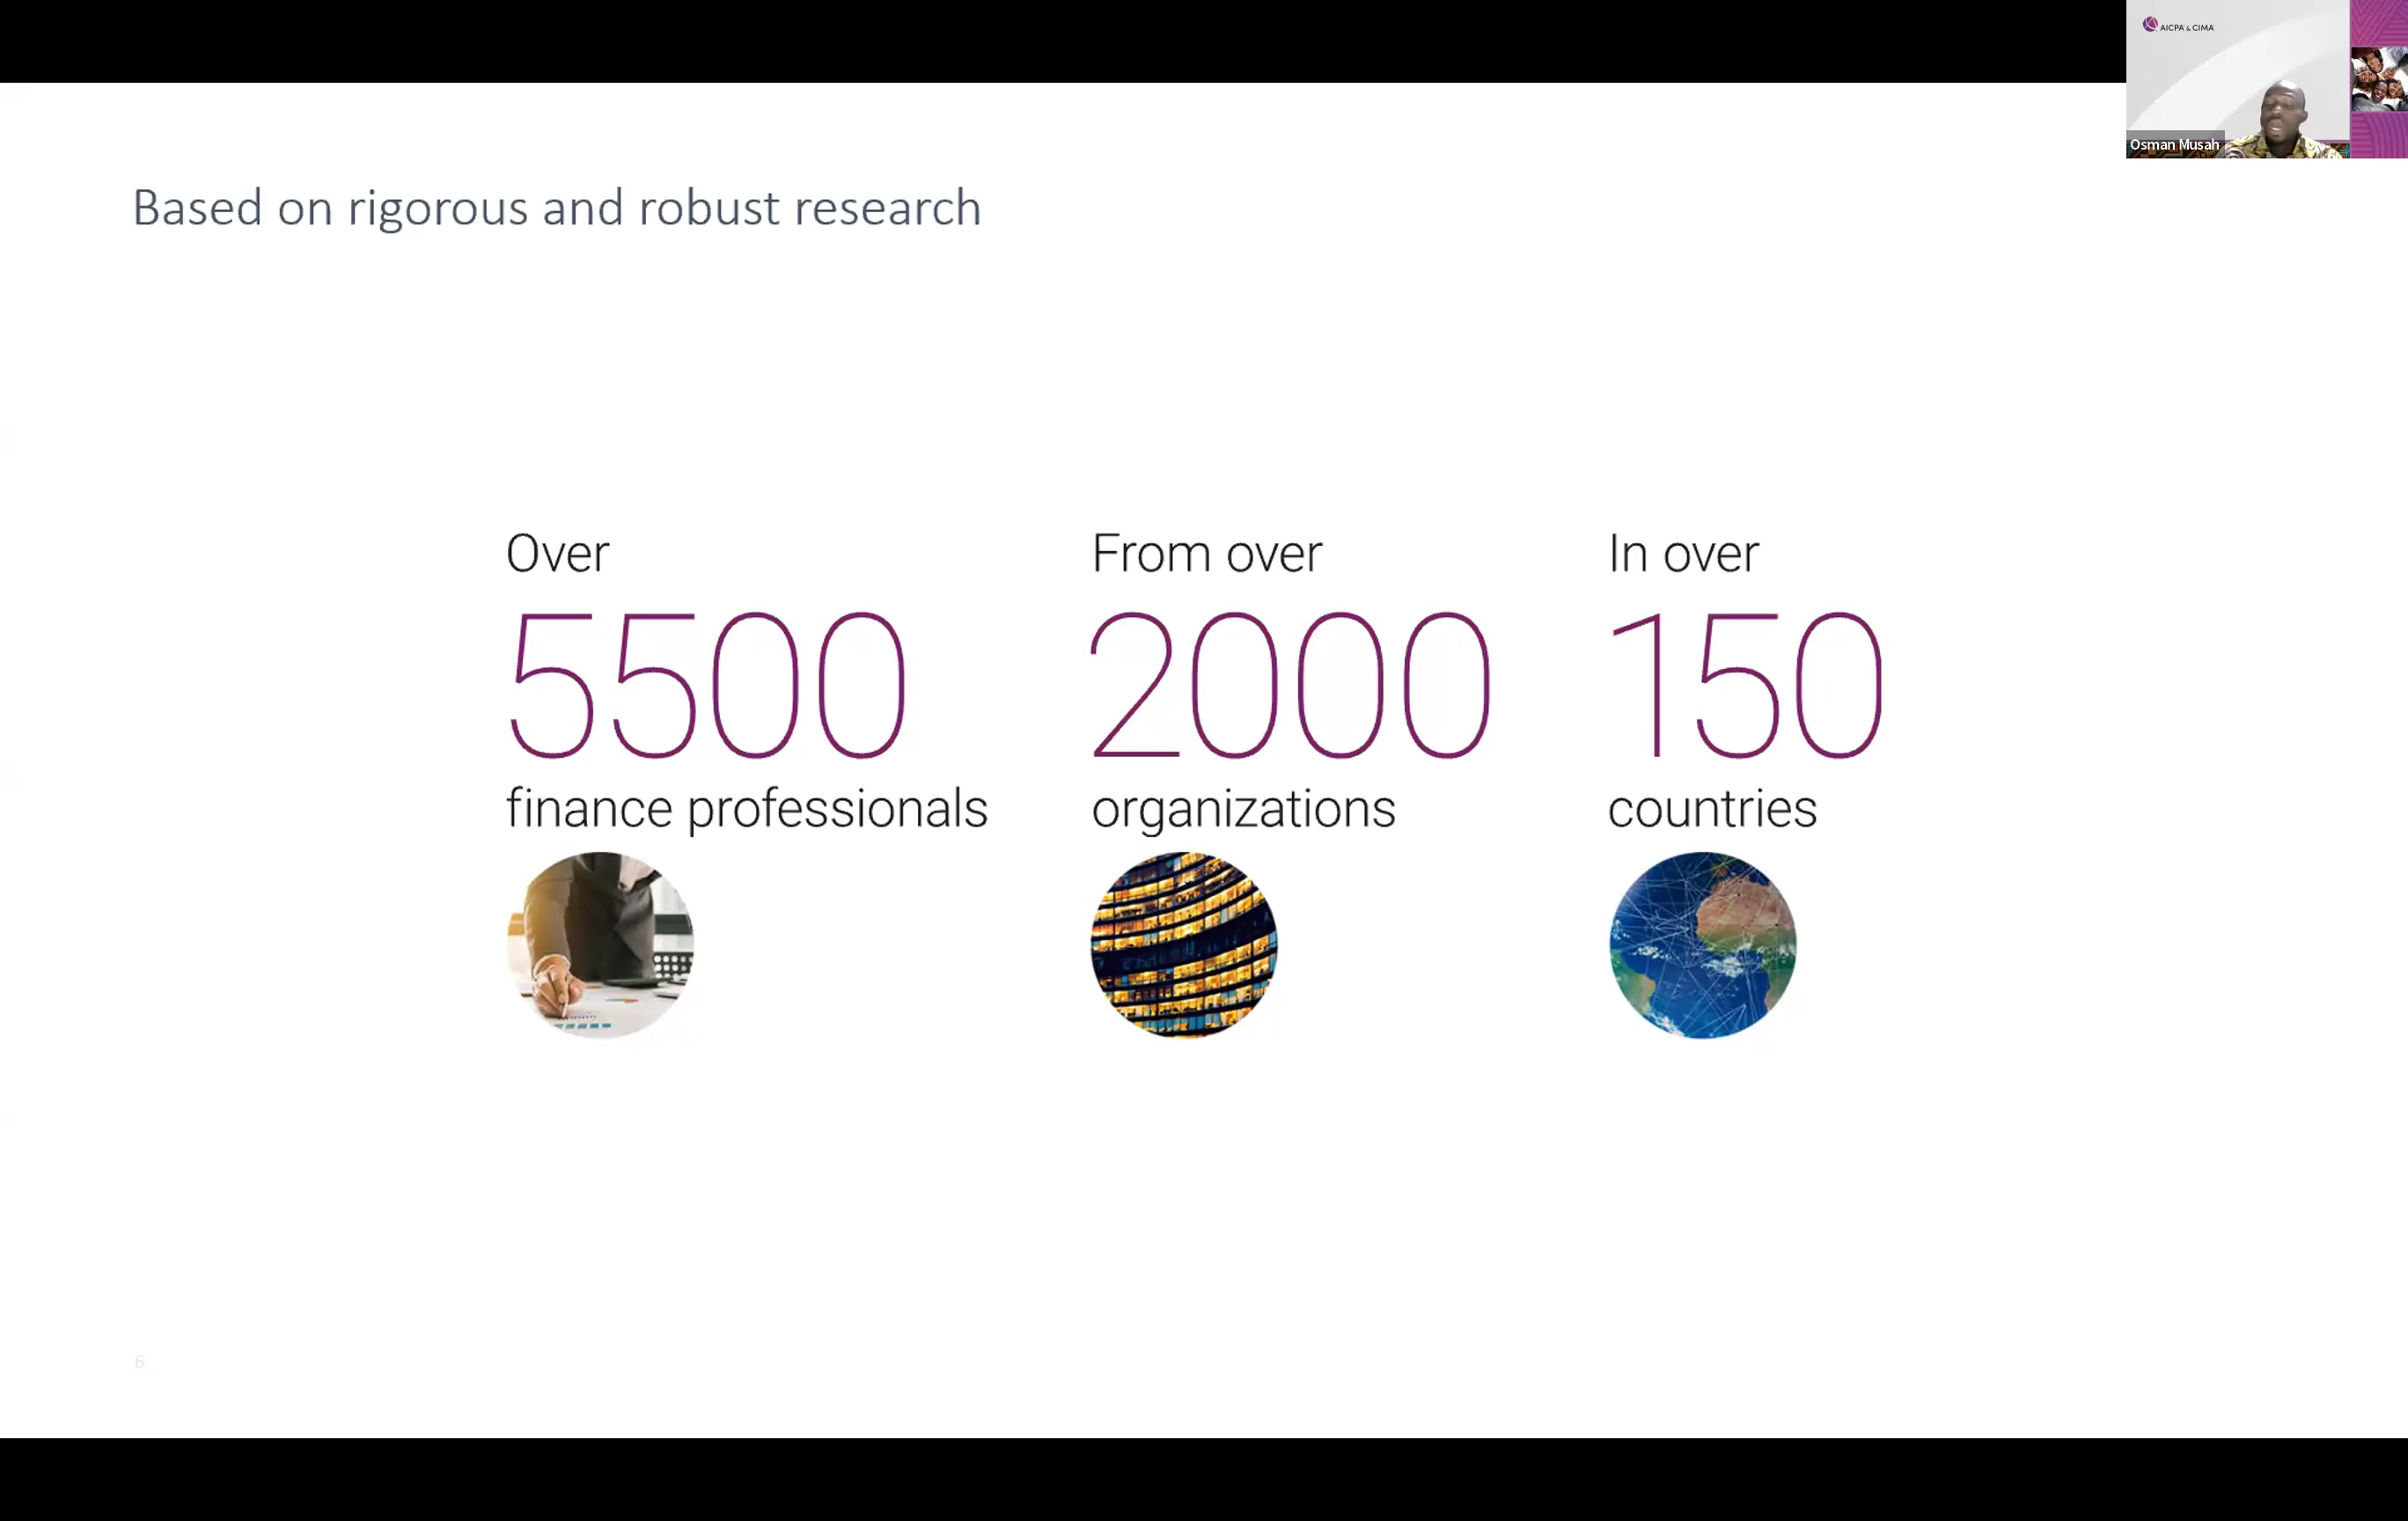 AICPA & CIMA
Osman Musah
Based on rigorous and robust research
Over
5500
finance professionals
From over
2000
organizations
In over
150
countries
6